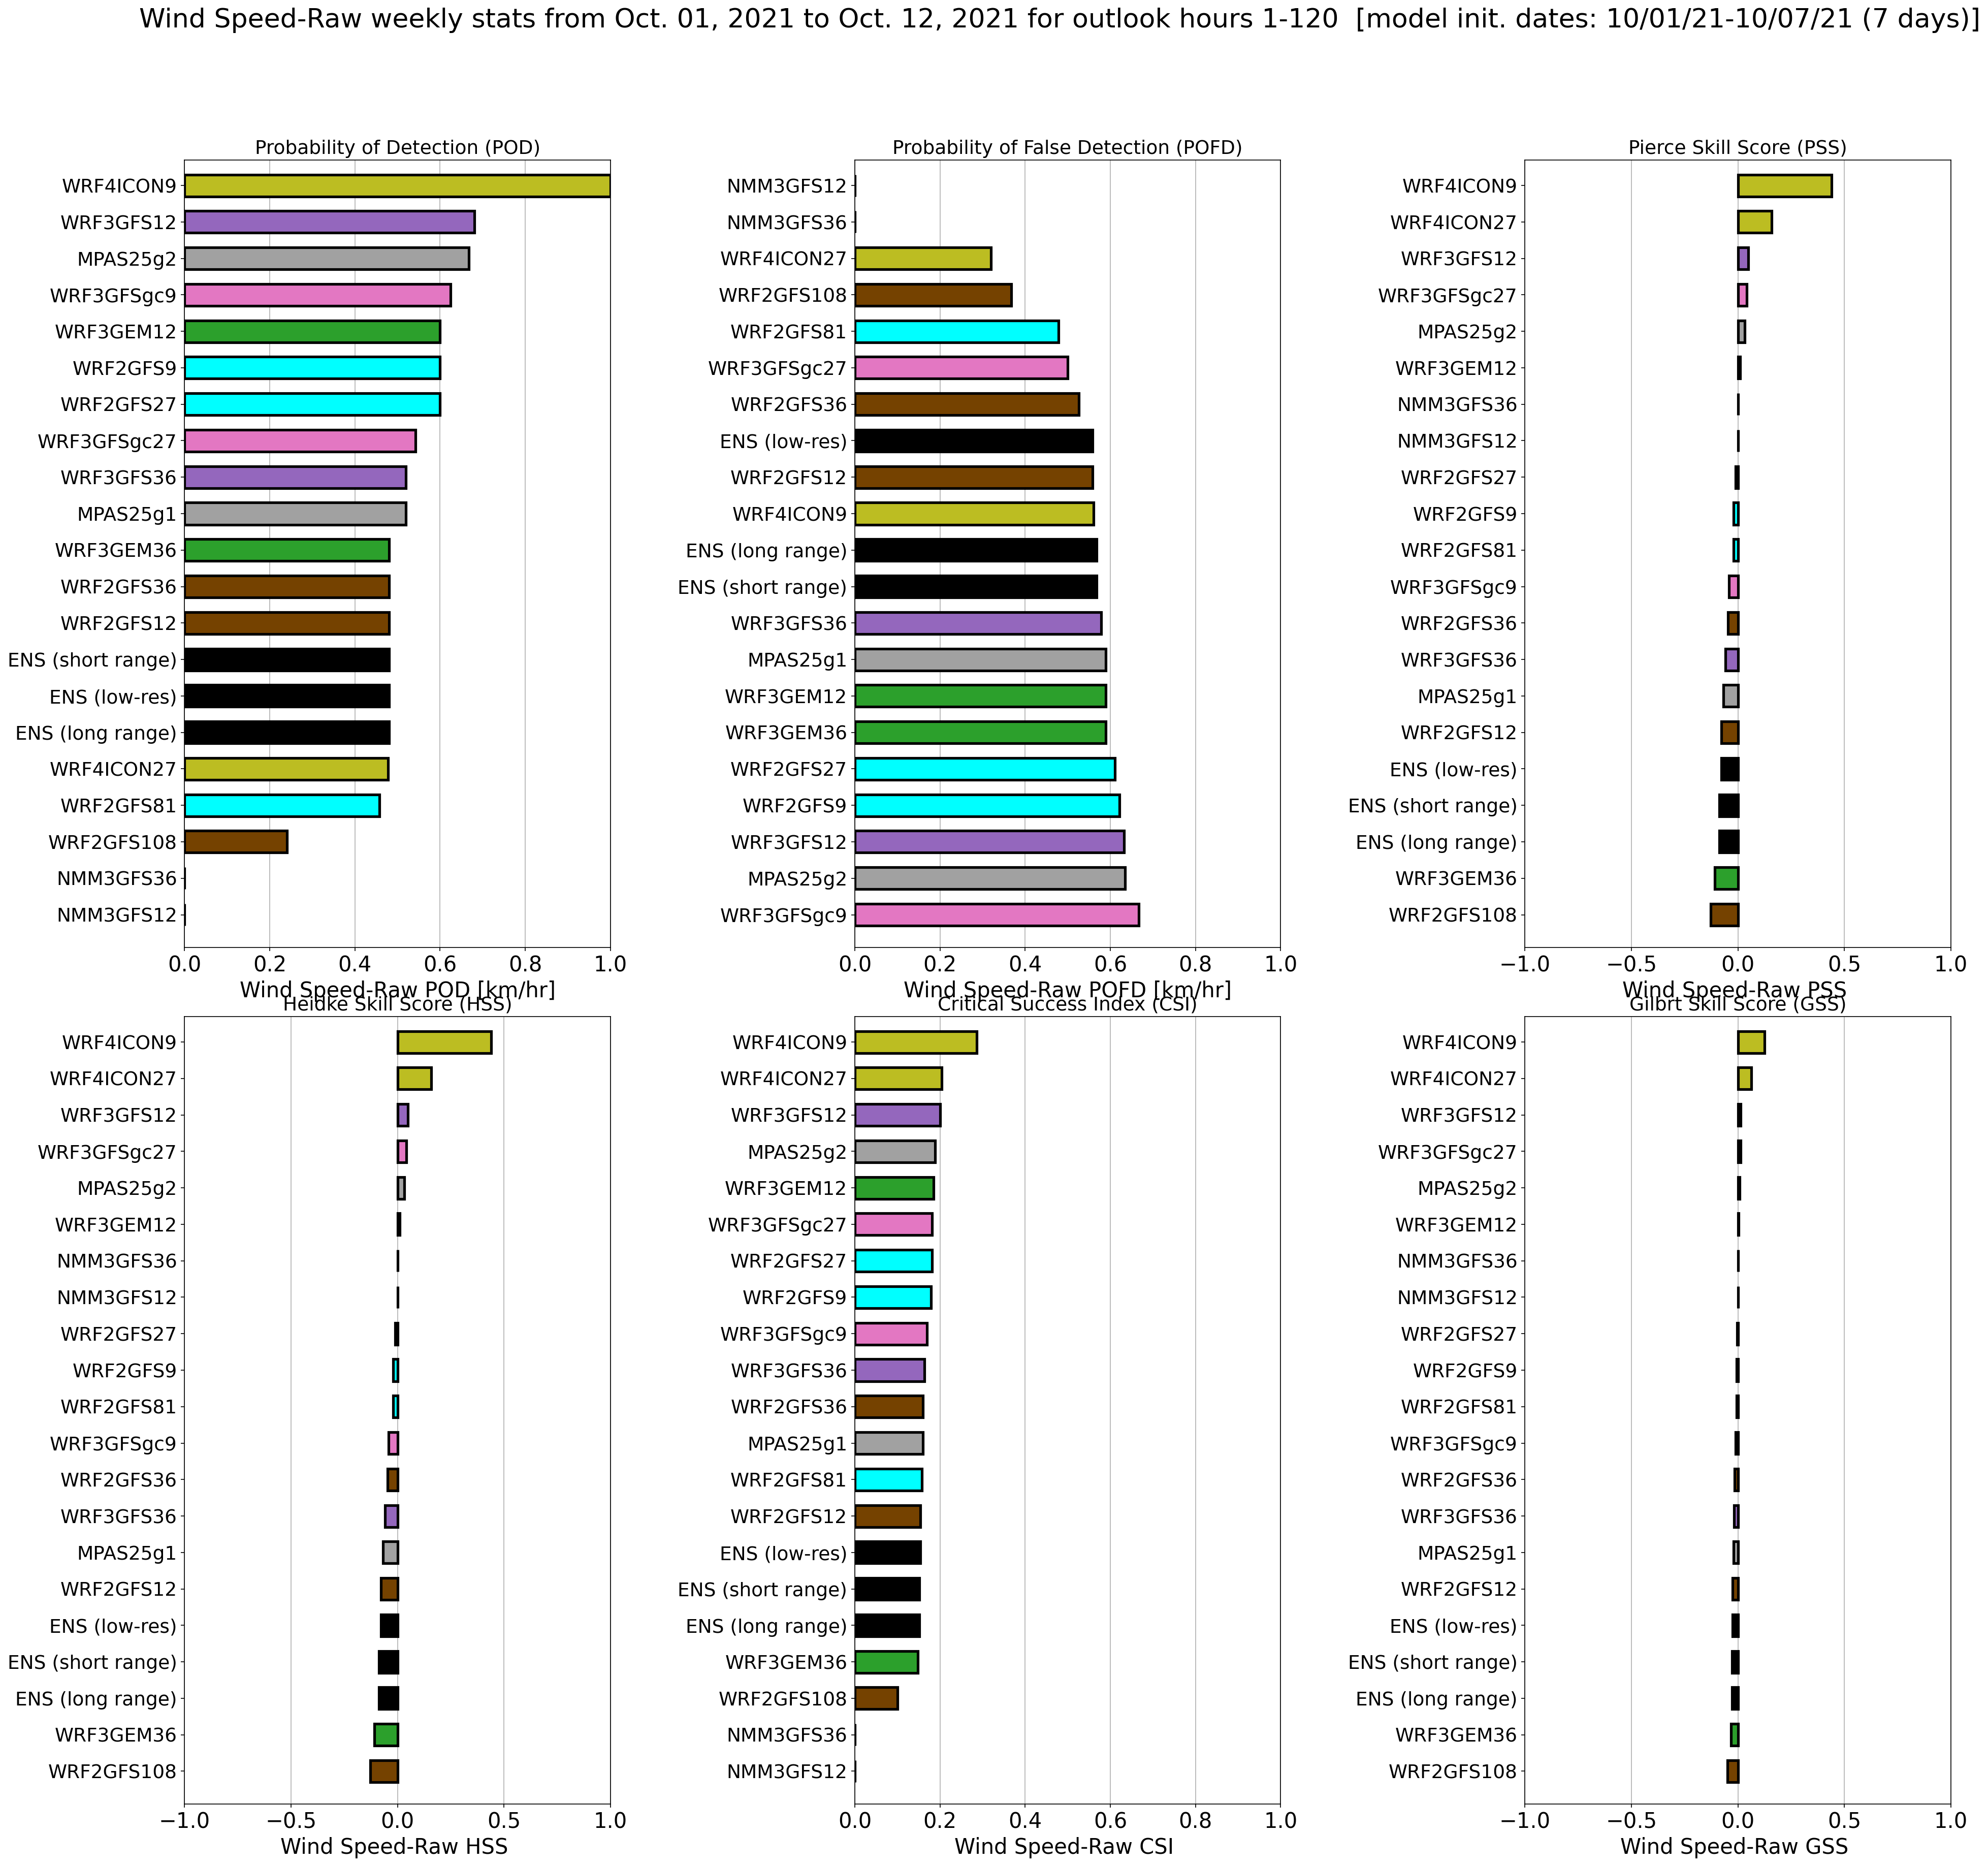 Wind Speed-Raw weekly stats from Oct. 01, 2021 to Oct. 12, 2021 for outlook hours 1-120  [model init. dates: 10/01/21-10/07/21 (7 days)]
Probability of Detection (POD)
WRF4ICON9
WRF3GFS12
MPAS25g2
WRF3GFSgc9
WRF3GEM12
WRF2GFS9
WRF2GFS27
WRF3GFSgc27
WRF3GFS36
MPAS25g1
WRF3GEM36
WRF2GFS36
WRF2GFS12
ENS (short range)
ENS (low-res)
ENS (long range)
WRF4ICON27
WRF2GFS81
WRF2GFS108
NMM3GFS36
NMM3GFS12
0.0 0.2 0.4 0.6 0.8 1.0
Wind Speed-Raw POD [km/hr]
Probability of False Detection (POFD)
NMM3GFS12
NMM3GFS36
WRF4ICON27
WRF2GFS108
WRF2GFS81
WRF3GFSgc27
WRF2GFS36
ENS (low-res)
WRF2GFS12
WRF4ICON9
ENS (long range)
ENS (short range)
WRF3GFS36
MPAS25g1
WRF3GEM12
WRF3GEM36
WRF2GFS27
WRF2GFS9
WRF3GFS12
MPAS25g2
WRF3GFSgc9
0.0 0.2 0.4 0.6 0.8 1.0
Wind Speed-Raw POFD [km/hr]
Pierce Skill Score (PSS)
WRF4ICON9
WRF4ICON27
WRF3GFS12
WRF3GFSgc27
MPAS25g2
WRF3GEM12
NMM3GFS36
NMM3GFS12
WRF2GFS27
WRF2GFS9
WRF2GFS81
WRF3GFSgc9
WRF2GFS36
WRF3GFS36
MPAS25g1
WRF2GFS12
ENS (low-res)
ENS (short range)
ENS (long range)
WRF3GEM36
WRF2GFS108
−1.0 −0.5 0.0 0.5 1.0
Wind Speed-Raw PSS
Heidke Skill Score (HSS)
WRF4ICON9
WRF4ICON27
WRF3GFS12
WRF3GFSgc27
MPAS25g2
WRF3GEM12
NMM3GFS36
NMM3GFS12
WRF2GFS27
WRF2GFS9
WRF2GFS81
WRF3GFSgc9
WRF2GFS36
WRF3GFS36
MPAS25g1
WRF2GFS12
ENS (low-res)
ENS (short range)
ENS (long range)
WRF3GEM36
WRF2GFS108
−1.0 −0.5 0.0 0.5 1.0
Wind Speed-Raw HSS
Critical Success Index (CSI)
WRF4ICON9
WRF4ICON27
WRF3GFS12
MPAS25g2
WRF3GEM12
WRF3GFSgc27
WRF2GFS27
WRF2GFS9
WRF3GFSgc9
WRF3GFS36
WRF2GFS36
MPAS25g1
WRF2GFS81
WRF2GFS12
ENS (low-res)
ENS (short range)
ENS (long range)
WRF3GEM36
WRF2GFS108
NMM3GFS36
NMM3GFS12
0.0 0.2 0.4 0.6 0.8 1.0
Wind Speed-Raw CSI
Gilbrt Skill Score (GSS)
WRF4ICON9
WRF4ICON27
WRF3GFS12
WRF3GFSgc27
MPAS25g2
WRF3GEM12
NMM3GFS36
NMM3GFS12
WRF2GFS27
WRF2GFS9
WRF2GFS81
WRF3GFSgc9
WRF2GFS36
WRF3GFS36
MPAS25g1
WRF2GFS12
ENS (low-res)
ENS (short range)
ENS (long range)
WRF3GEM36
WRF2GFS108
−1.0 −0.5 0.0 0.5 1.0
Wind Speed-Raw GSS